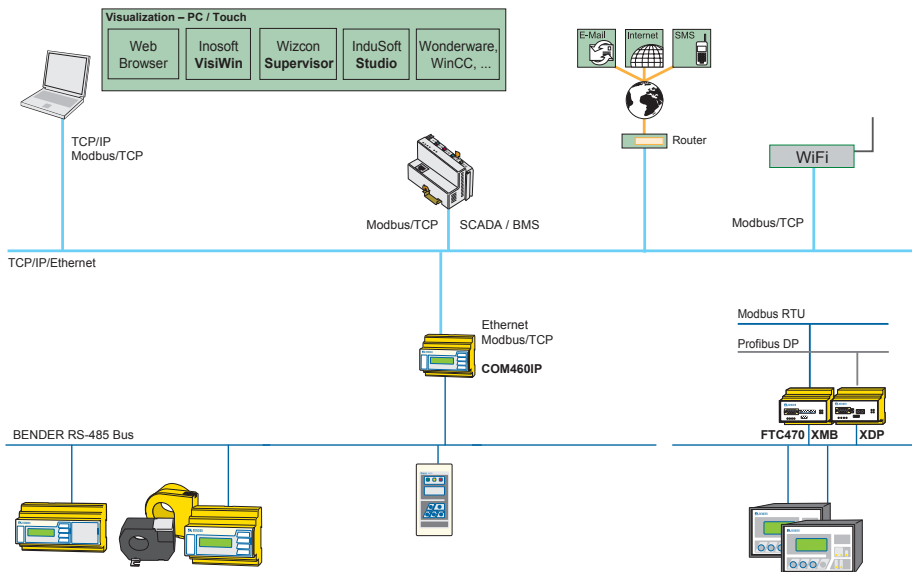 Visualization – PC / Touch
Web
Browser
Inosoft
VisiWin
Wizcon
Supervisor
InduSoft
Studio
Wonderware,
WinCC, ...
E-Mail
Internet
SMS
TCP/IP
Modbus/TCP
Router
WiFi
Modbus/TCP
SCADA / BMS
Modbus/TCP
TCP/IP/Ethernet
Ethernet
Modbus/TCP
COM460IP
Modbus RTU
Profibus DP
FTC470
XMB
XDP
BENDER RS-485 Bus